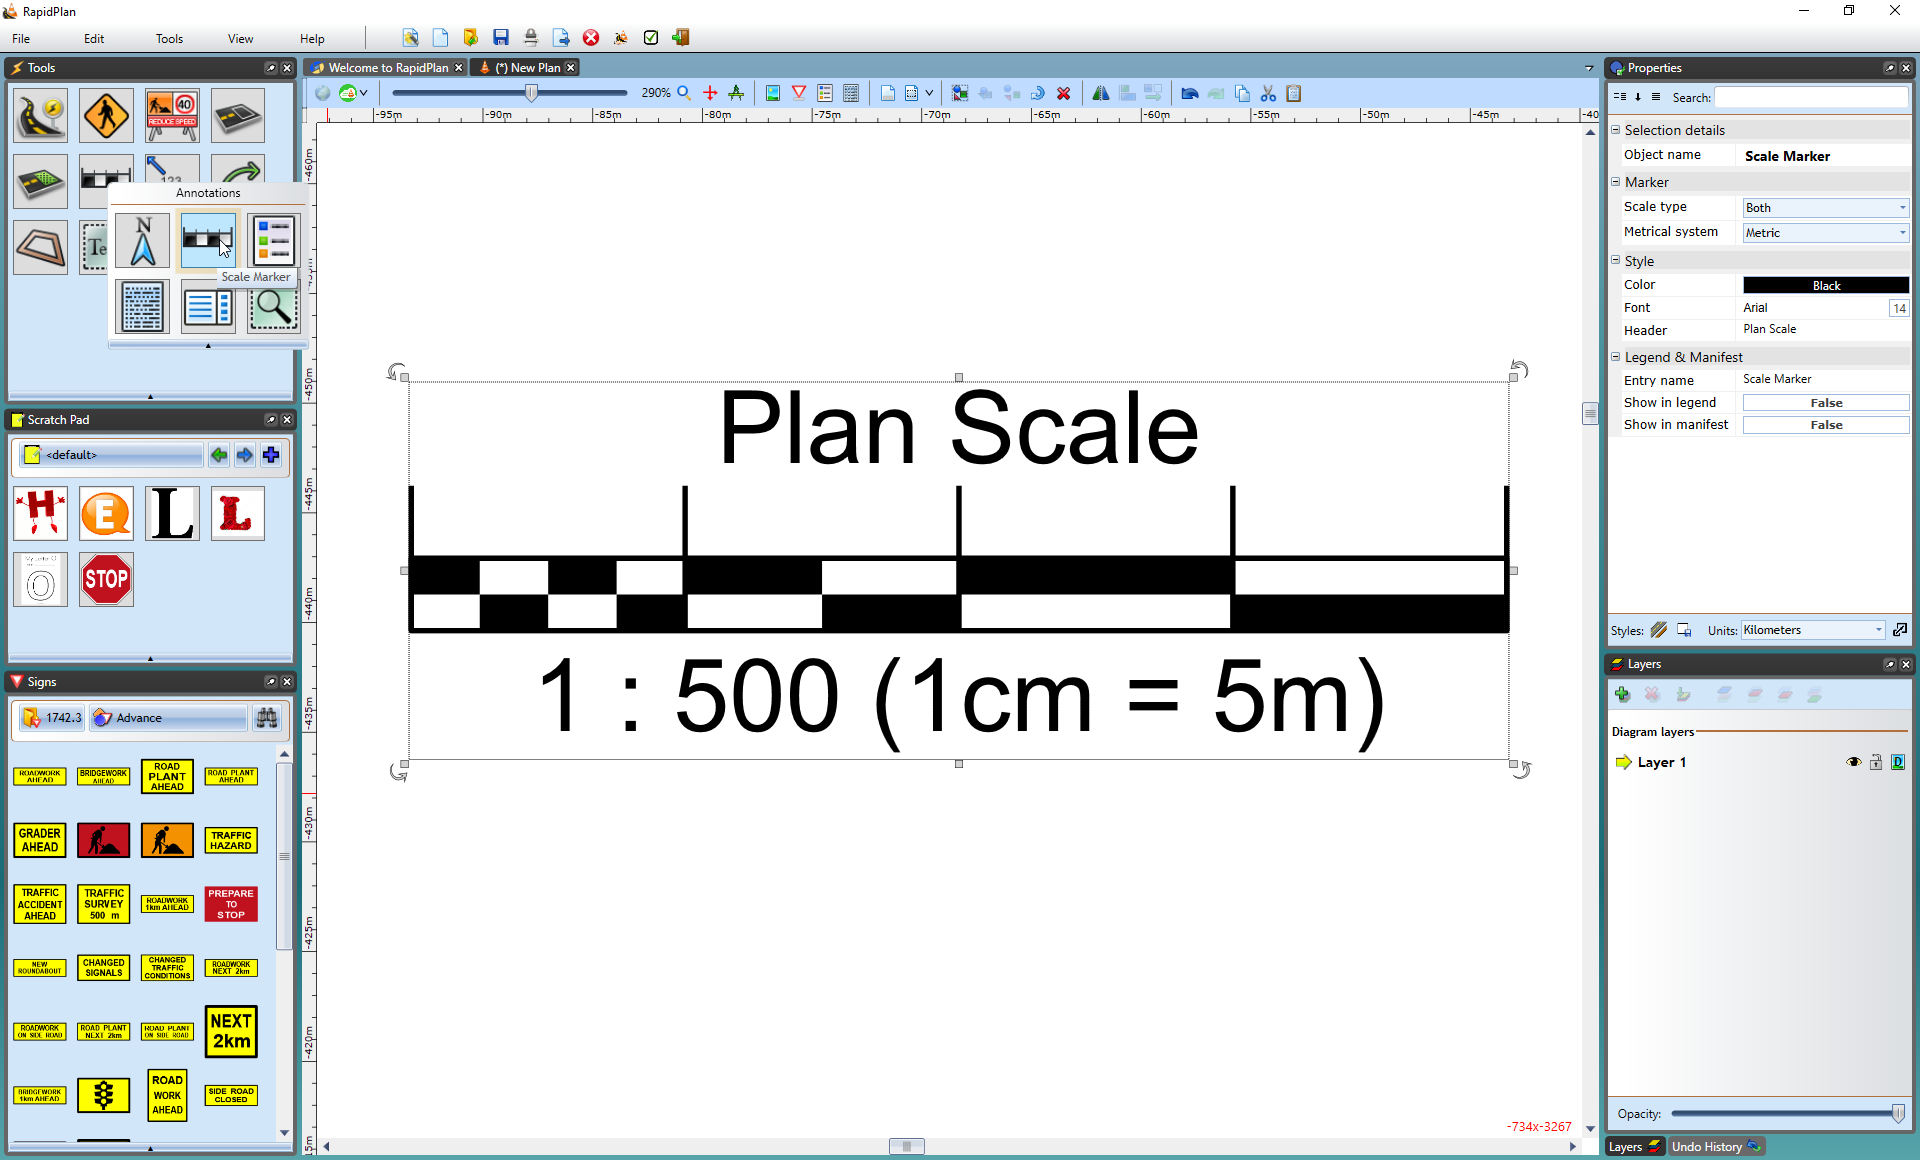 RapidPlan
File Edit Tools View Help
Tools
Welcome to RapidPlan
(*) New Plan
Properties
290%
Search:
-95m -90m -85m -80m -75m -70m -65m -60m -55m -50m -45m -40
-460m
-450m
-445m
-440m
-435m
-430m
-425m
-420m
40
REDUCE SPEED
123
Te
Annotations
N
Scale Marker
Plan Scale
1 : 500 (1cm = 5m)
Selection details
Object name Scale Marker
Marker
Scale type Both
Metrical system Metric
Style
Color Black
Font Arial 14
Header Plan Scale
Legend & Manifest
Entry name Scale Marker
Show in legend False
Show in manifest False
Styles: Units: Kilometers
Scratch Pad
<default>
H E L L
My Letter O
O STOP
Signs
1742.3 Advance
ROADWORK AHEAD
BRIDGEWORK AHEAD
ROAD PLANT AHEAD
ROAD PLANT AHEAD
GRADER AHEAD
TRAFFIC HAZARD
TRAFFIC ACCIDENT AHEAD
TRAFFIC SURVEY 500 m
ROADWORK 1km AHEAD
PREPARE TO STOP
NEW ROUNDABOUT
CHANGED SIGNALS
CHANGED TRAFFIC CONDITIONS
ROADWORK NEXT 2km
ROADWORK ON SIDE ROAD
ROAD PLANT NEXT 2km
ROAD PLANT ON SIDE ROAD
NEXT 2km
BRIDGEWORK 1km AHEAD
ROAD WORK AHEAD
SIDE ROAD CLOSED
Layers
Diagram layers
Layer 1
D
-734x-3267
Opacity:
Layers Undo History